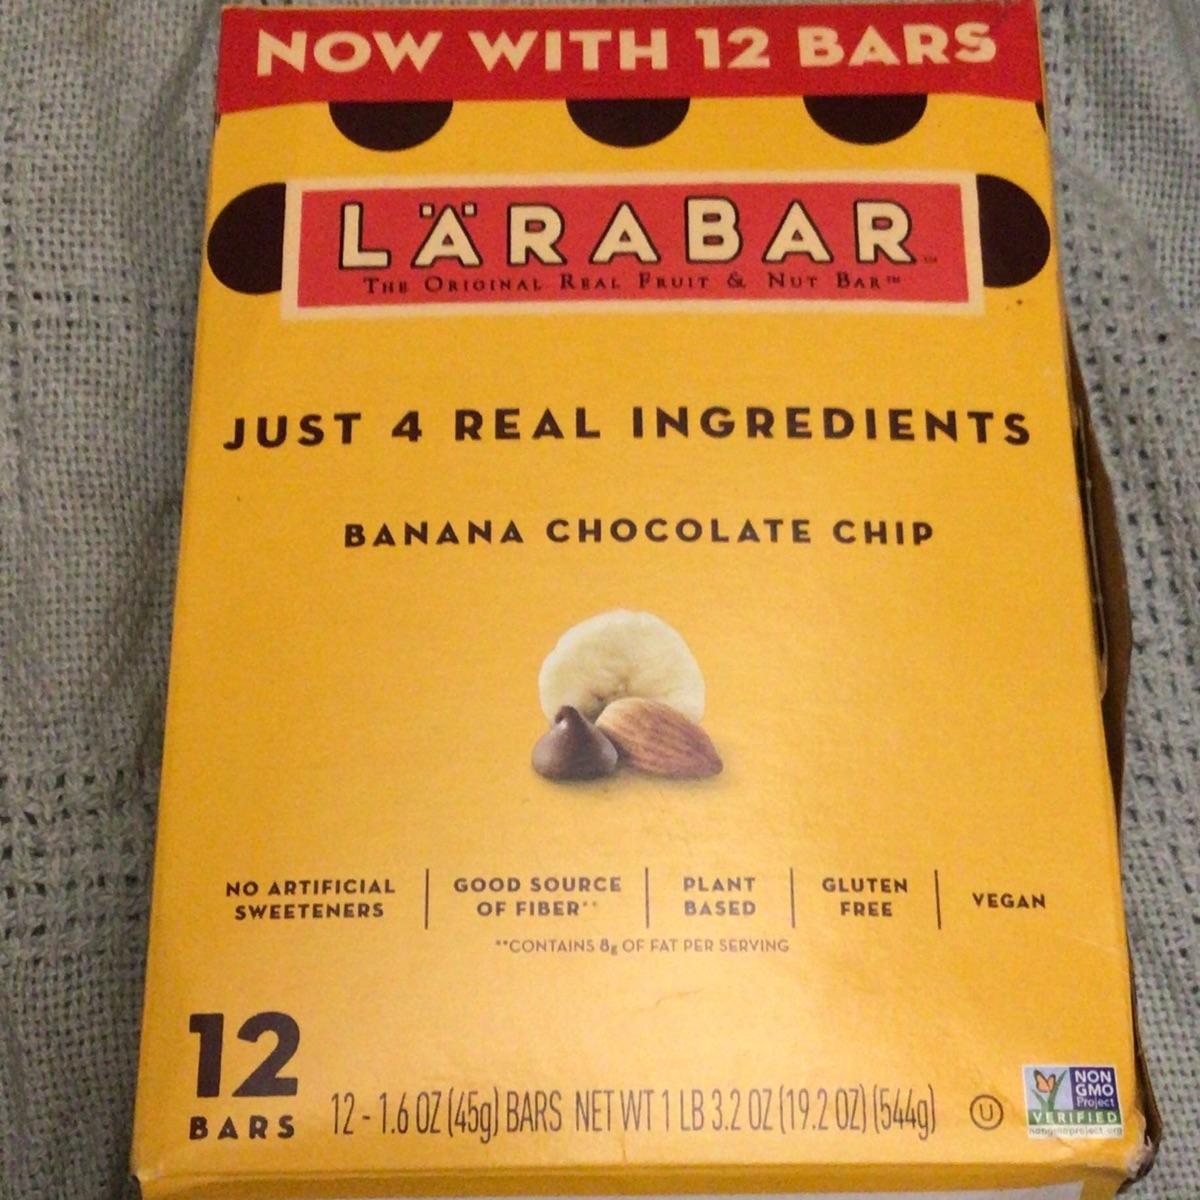 NOW WITH 12 BARS
LÄRABAR™
THE ORIGINAL REAL FRUIT & NUT BAR™
JUST 4 REAL INGREDIENTS
BANANA CHOCOLATE CHIP
NO ARTIFICIAL
SWEETENERS
GOOD SOURCE
OF FIBER**
PLANT
BASED
GLUTEN
FREE
VEGAN
**CONTAINS 8g OF FAT PER SERVING
12
BARS
12 - 1.6 OZ (45g) BARS NET WT 1 LB 3.2 OZ (19.2 OZ) (544g)
U
NON
GMO
Project
VERIFIED
nongmoproject.org